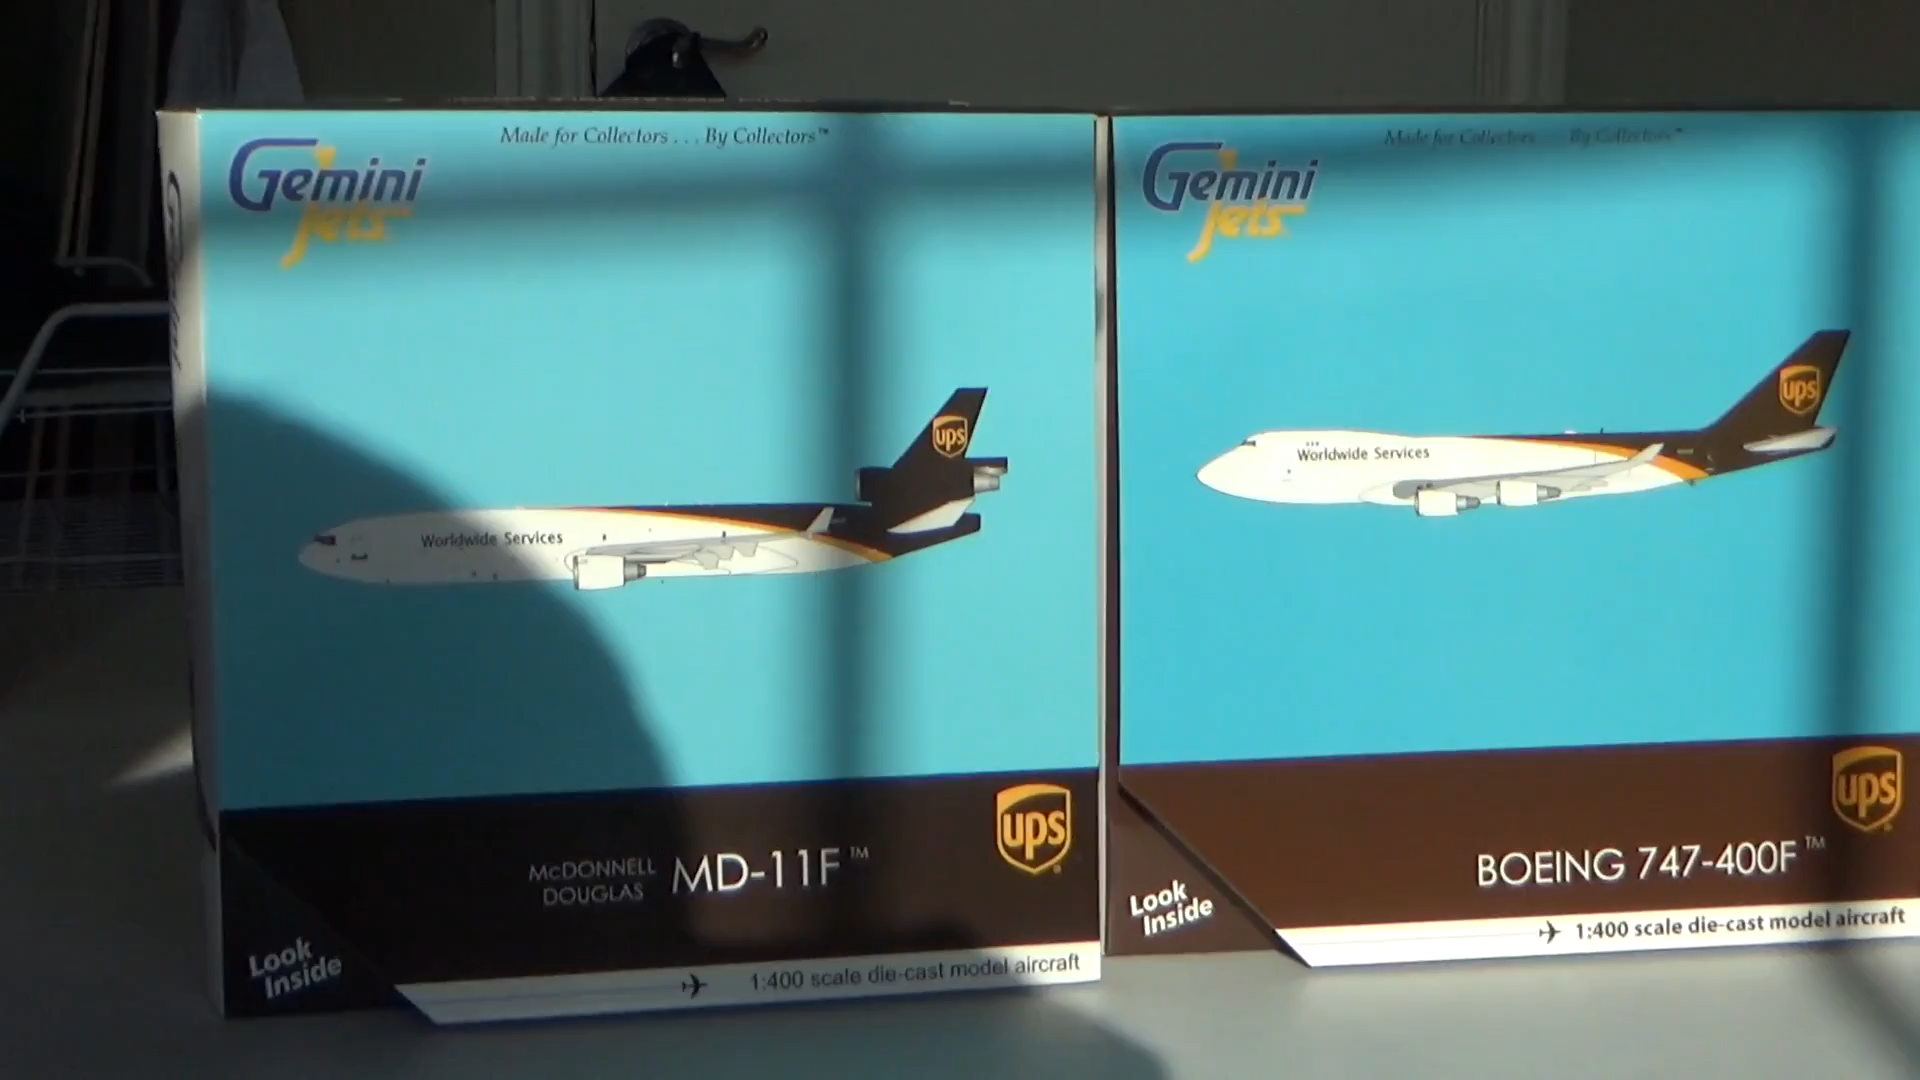 Made for Collectors . . . By Collectors™
Gemini
Jets
ups
Worldwide Services
ups
McDONNELL
DOUGLAS
MD-11F™
Look
Inside
1:400 scale die-cast model aircraft
Made for Collectors . . . By Collectors™
Gemini
Jets
ups
Worldwide Services
ups
BOEING 747-400F™
Look
Inside
1:400 scale die-cast model aircraft